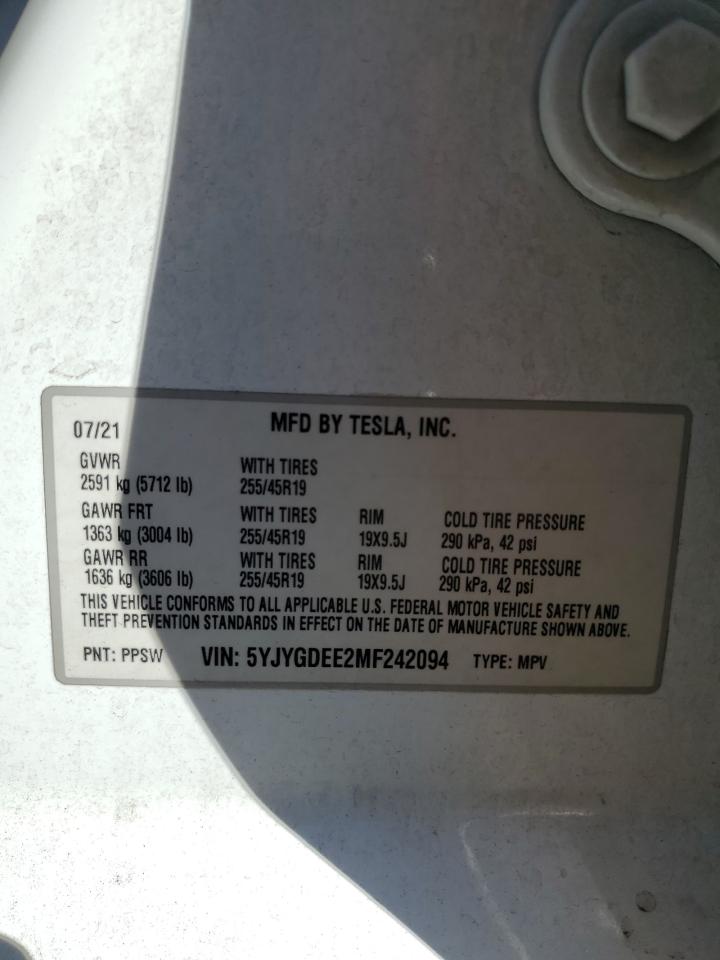 07/21 MFD BY TESLA, INC.
GVWR WITH TIRES
2591 kg (5712 lb) 255/45R19
GAWR FRT WITH TIRES RIM COLD TIRE PRESSURE
1363 kg (3004 lb) 255/45R19 19X9.5J 290 kPa, 42 psi
GAWR RR WITH TIRES RIM COLD TIRE PRESSURE
1636 kg (3606 lb) 255/45R19 19X9.5J 290 kPa, 42 psi
THIS VEHICLE CONFORMS TO ALL APPLICABLE U.S. FEDERAL MOTOR VEHICLE SAFETY AND
THEFT PREVENTION STANDARDS IN EFFECT ON THE DATE OF MANUFACTURE SHOWN ABOVE.
PNT: PPSW VIN: 5YJYGDEE2MF242094 TYPE: MPV